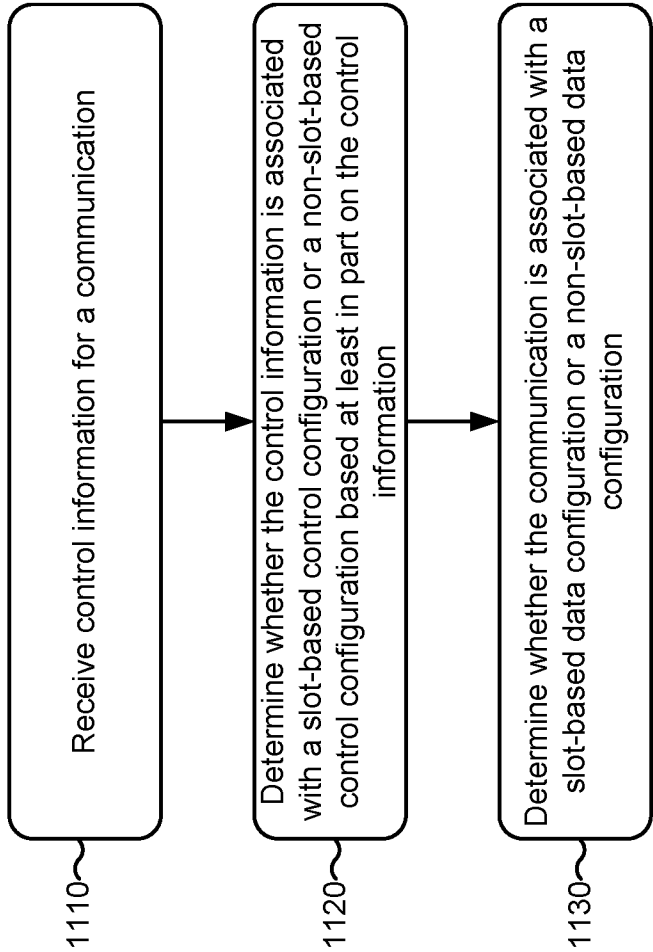 1110
Receive control information for a communication
1120
Determine whether the control information is associated
with a slot-based control configuration or a non-slot-based
control configuration based at least in part on the control
information
1130
Determine whether the communication is associated with a
slot-based data configuration or a non-slot-based data
configuration